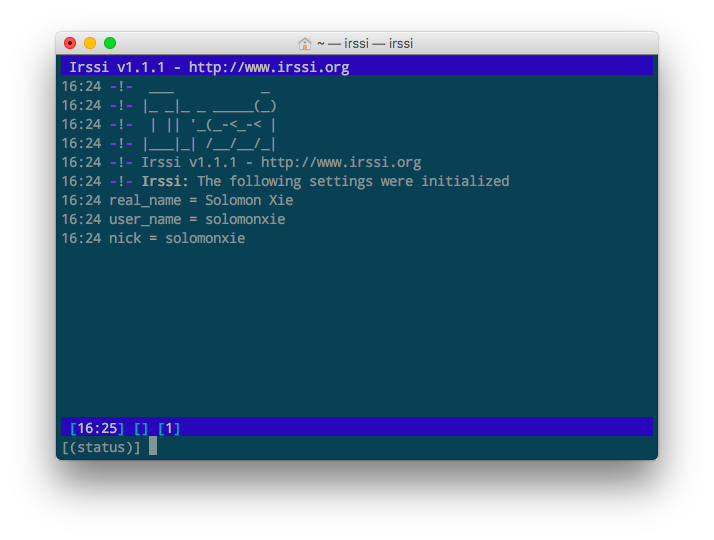 ~ — irssi — irssi
Irssi v1.1.1 - http://www.irssi.org
16:24 -!-  ___           _
16:24 -!- |_ _|_ _ _____(_)
16:24 -!-  | || '_(_-<_-< |
16:24 -!- |___|_| /__/__/_|
16:24 -!- Irssi v1.1.1 - http://www.irssi.org
16:24 -!- Irssi: The following settings were initialized
16:24 real_name = Solomon Xie
16:24 user_name = solomonxie
16:24 nick = solomonxie
[16:25] [] [1]
[(status)]